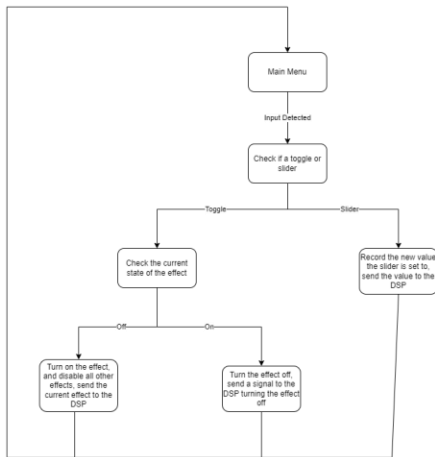 Main Menu
Input Detected
Check if a toggle or
slider
Toggle
Slider
Check the current
state of the effect
Record the new value
the slider is set to,
send the value to the
DSP
Off
On
Turn on the effect,
and disable all other
effects, send the
current effect to the
DSP
Turn the effect off,
send a signal to the
DSP turning the effect
off